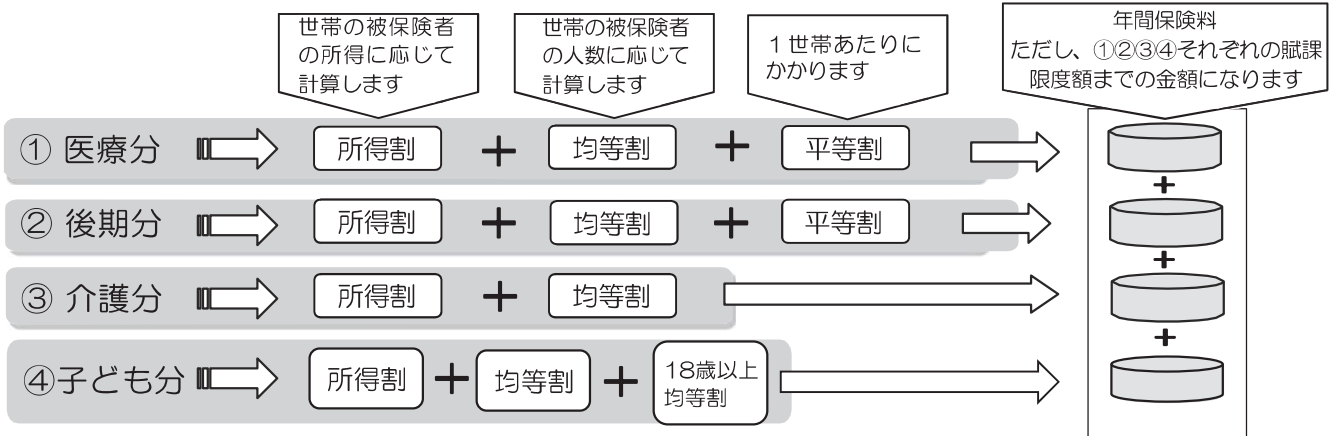 世帯の被保険者
の所得に応じて
計算します
世帯の被保険者
の人数に応じて
計算します
1世帯あたりに
かかります
年間保険料
ただし、①②③④それぞれの賦課
限度額までの金額になります
① 医療分 所得割 + 均等割 + 平等割
+
② 後期分 所得割 + 均等割 + 平等割
+
③ 介護分 所得割 + 均等割
+
④子ども分 所得割 + 均等割 + 18歳以上
均等割